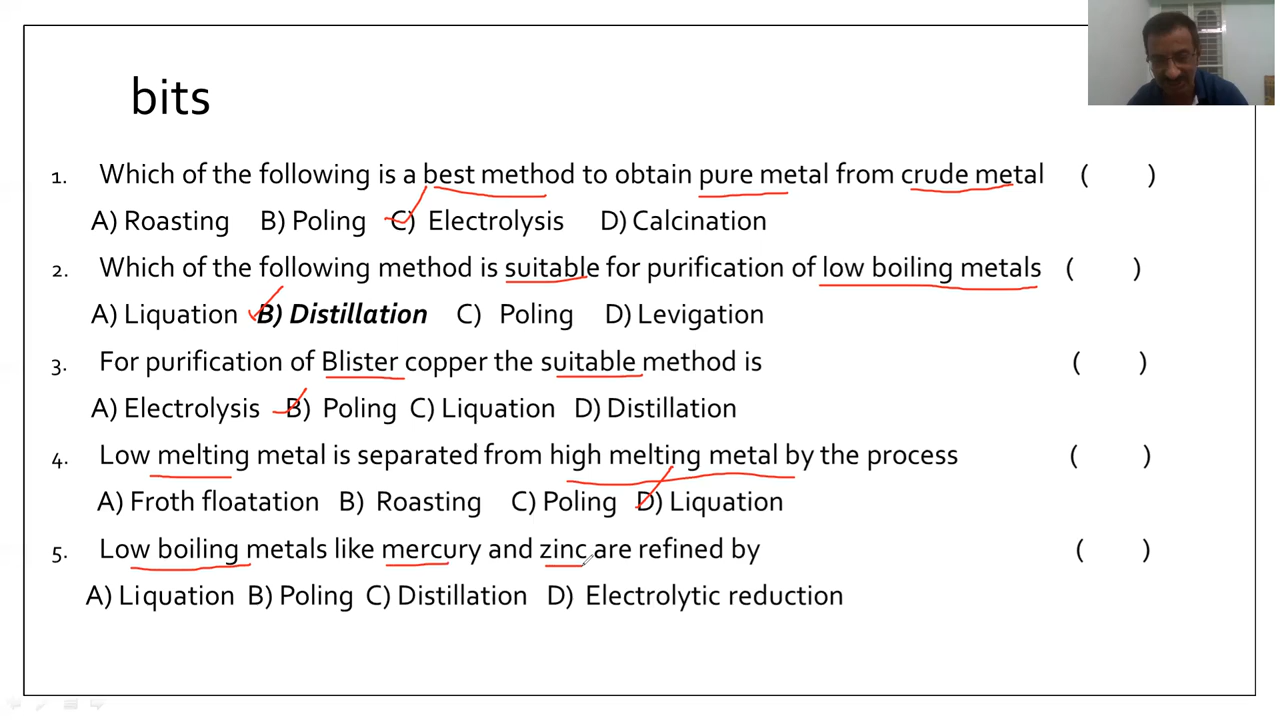 bits
1. Which of the following is a best method to obtain pure metal from crude metal ( )
A) Roasting B) Poling C) Electrolysis D) Calcination
2. Which of the following method is suitable for purification of low boiling metals ( )
A) Liquation B) Distillation C) Poling D) Levigation
3. For purification of Blister copper the suitable method is ( )
A) Electrolysis B) Poling C) Liquation D) Distillation
4. Low melting metal is separated from high melting metal by the process ( )
A) Froth floatation B) Roasting C) Poling D) Liquation
5. Low boiling metals like mercury and zinc are refined by ( )
A) Liquation B) Poling C) Distillation D) Electrolytic reduction